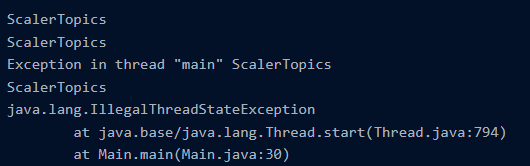 ScalerTopics
ScalerTopics
Exception in thread "main" ScalerTopics
ScalerTopics
java.lang.IllegalThreadStateException
        at java.base/java.lang.Thread.start(Thread.java:794)
        at Main.main(Main.java:30)